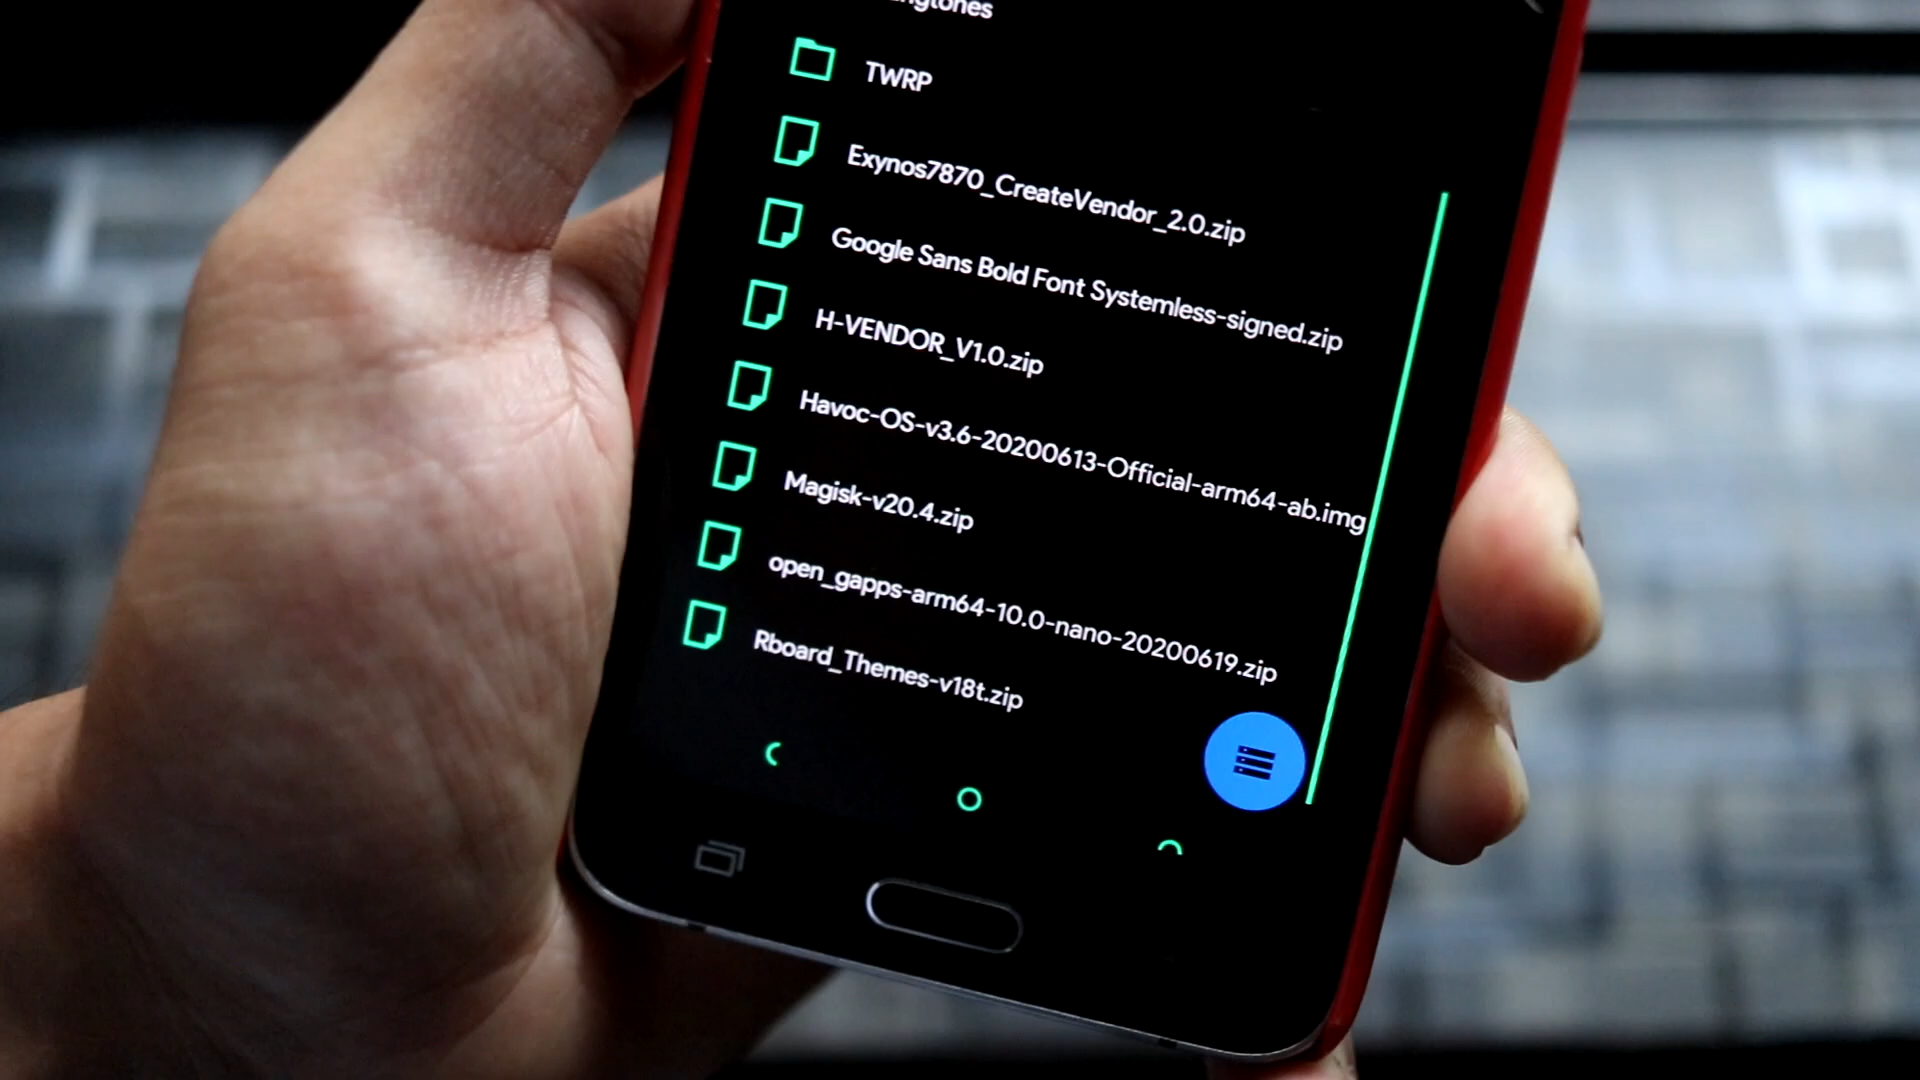 TWRP
Exynos7870_CreateVendor_2.0.zip
Google Sans Bold Font Systemless-signed.zip
H-VENDOR_V1.0.zip
Havoc-OS-v3.6-20200613-Official-arm64-ab.img
Magisk-v20.4.zip
open_gapps-arm64-10.0-nano-20200619.zip
Rboard_Themes-v18t.zip